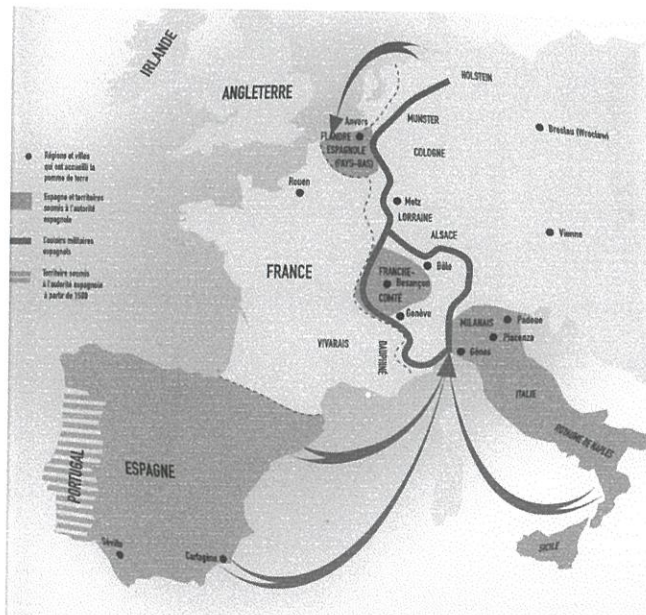 IRLANDE
ANGLETERRE
HOLSTEIN
MUNSTER
COLOGNE
Anvers
FLANDRE
ESPAGNOLE
(PAYS-BAS)
Breslau (Wroclaw)
Régions et villes
qui ont accueilli la
pomme de terre
Espagne et territoires
soumis à l'autorité
espagnole
Couloirs militaires
espagnols
Territoire soumis
à l'autorité espagnole
à partir de 1580
Rouen
Metz
LORRAINE
ALSACE
Vienne
FRANCE
Bâle
FRANCHE-
Besançon
COMTÉ
Genève
VIVARAIS
DAUPHINÉ
MILANAIS
Padoue
Piacenza
Gênes
ITALIE
ROYAUME DE NAPLES
SICILE
PORTUGAL
ESPAGNE
Séville
Cartagène